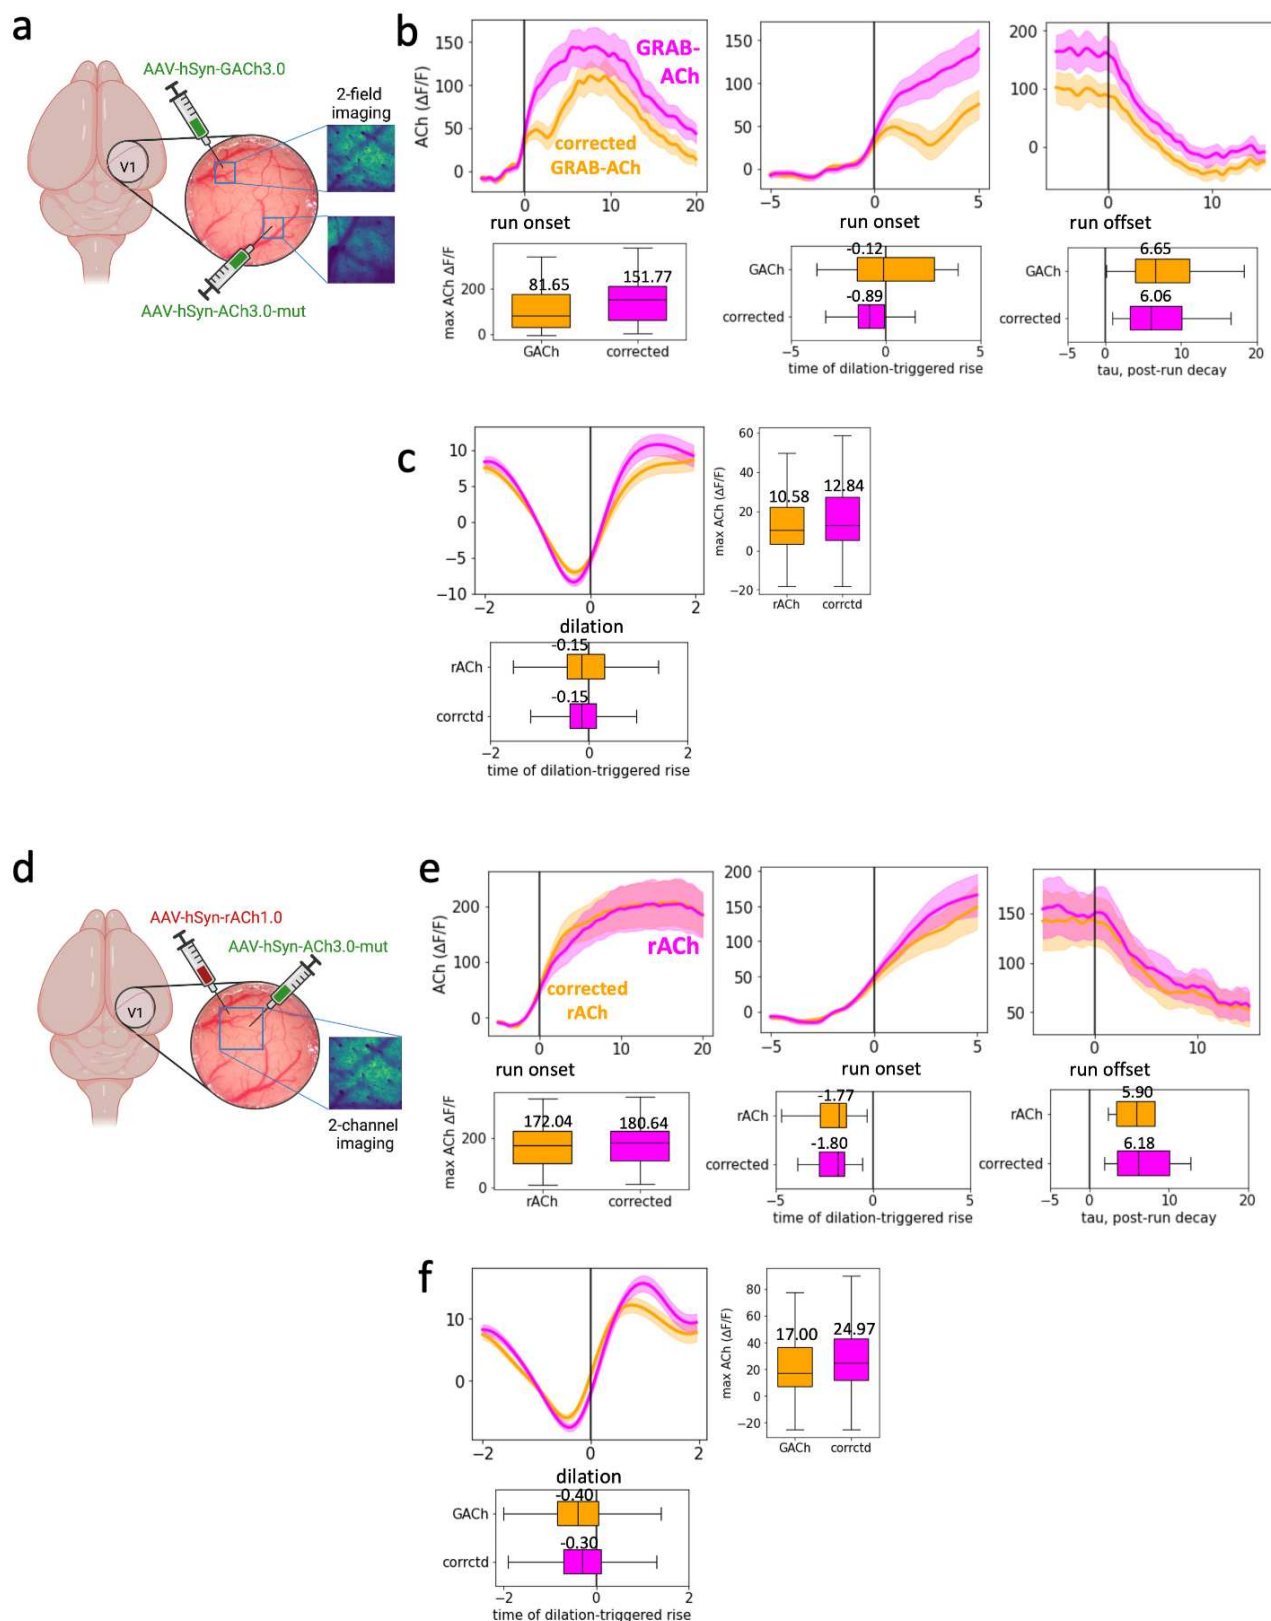 a
AAV-hSyn-GACh3.0
2-field
imaging
V1
AAV-hSyn-ACh3.0-mut
b
ACh (ΔF/F)
150
100
50
0
GRAB-
ACh
corrected
GRAB-ACh
0 10 20
run onset
150
100
50
0
−5 0 5
run onset
200
100
0
0 10
run offset
max ACh ΔF/F
200
0
81.65
151.77
GACh corrected
GACh
corrected
-0.12
-0.89
−5 0 5
time of dilation-triggered rise
GACh
corrected
6.65
6.06
−5 0 10 20
tau, post-run decay
c
10
5
0
−5
−10
−2 0 2
dilation
max ACh (ΔF/F)
60
40
20
0
−20
10.58
12.84
rACh corrctd
rACh
corrctd
-0.15
-0.15
−2 0 2
time of dilation-triggered rise
d
AAV-hSyn-rACh1.0
AAV-hSyn-ACh3.0-mut
V1
2-channel
imaging
e
ACh (ΔF/F)
200
100
0
rACh
corrected
rACh
0 10 20
run onset
200
150
100
50
0
−5 0 5
run onset
150
100
50
0 10
run offset
max ACh ΔF/F
200
0
172.04
180.64
rACh corrected
rACh
corrected
-1.77
-1.80
−5 0 5
time of dilation-triggered rise
rACh
corrected
5.90
6.18
−5 0 10 20
tau, post-run decay
f
10
0
−2 0 2
dilation
max ACh (ΔF/F)
80
60
40
20
0
−20
17.00
24.97
GACh corrctd
GACh
corrctd
-0.40
-0.30
−2 0 2
time of dilation-triggered rise